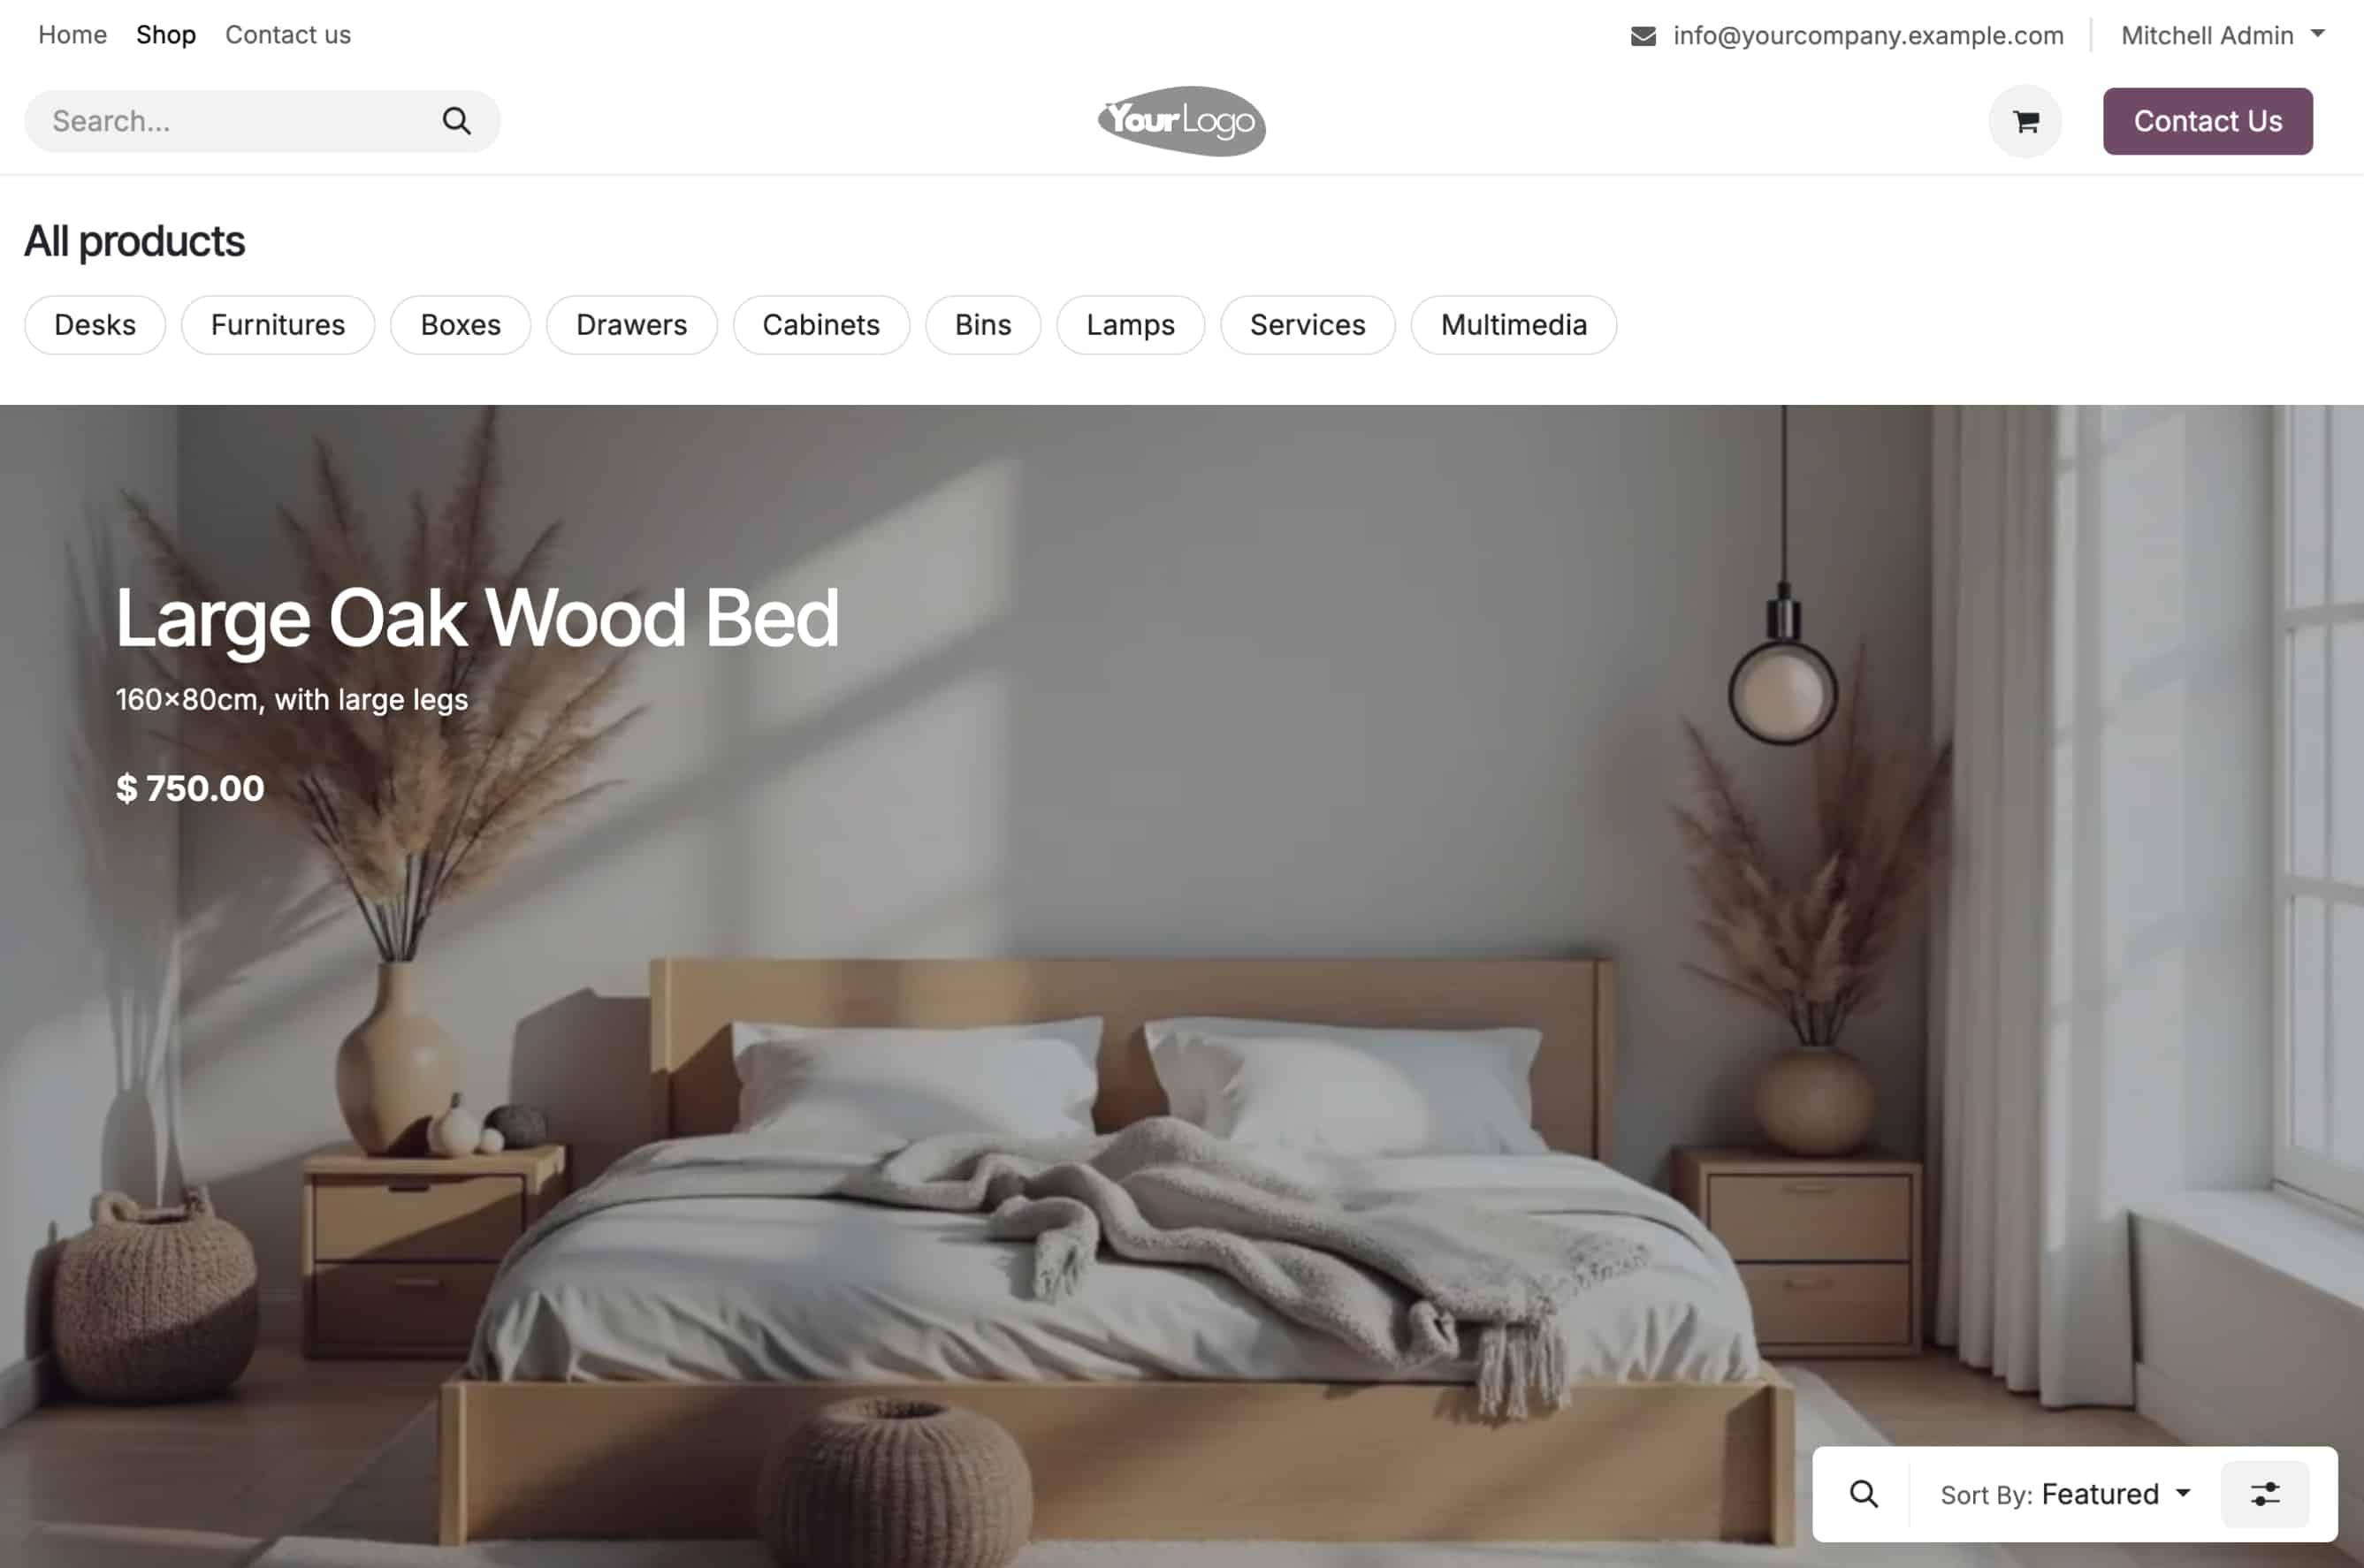 Home Shop Contact us info@yourcompany.example.com Mitchell Admin
Search... YourLogo Contact Us
All products
Desks Furnitures Boxes Drawers Cabinets Bins Lamps Services Multimedia
Large Oak Wood Bed
160×80cm, with large legs
$ 750.00
Sort By: Featured